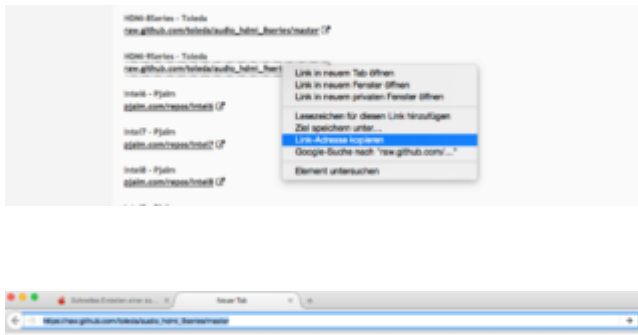 HDMI-8Series - Toleda
raw.github.com/toleda/audio_hdmi_8series/master
HDMI-9Series - Toleda
raw.github.com/toleda/audio_hdmi_
Link in neuem Tab öffnen
Link in neuem Fenster öffnen
Link in neuem privaten Fenster öffnen
Intel6 - Pjalm
pjalm.com/repos/intel6
Lesezeichen für diesen Link hinzufügen
Ziel speichern unter...
Intel7 - Pjalm
Link-Adresse kopieren
pjalm.com/repos/intel7
Google-Suche nach "raw.github.com/..."
Intel8 - Pjalm
Element untersuchen
pjalm.com/repos/intel8
Schnelles Erstellen einer
Neuer Tab
https://raw.github.com/toleda/audio_hdmi_9series/master